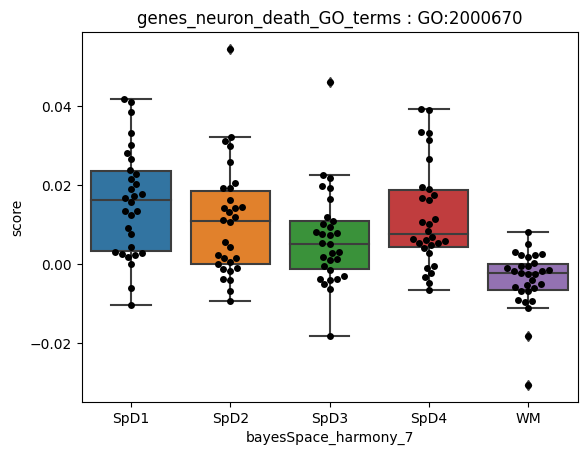 genes_neuron_death_GO_terms : GO:2000670
score
0.04
0.02
0.00
−0.02
SpD1 SpD2 SpD3 SpD4 WM
bayesSpace_harmony_7